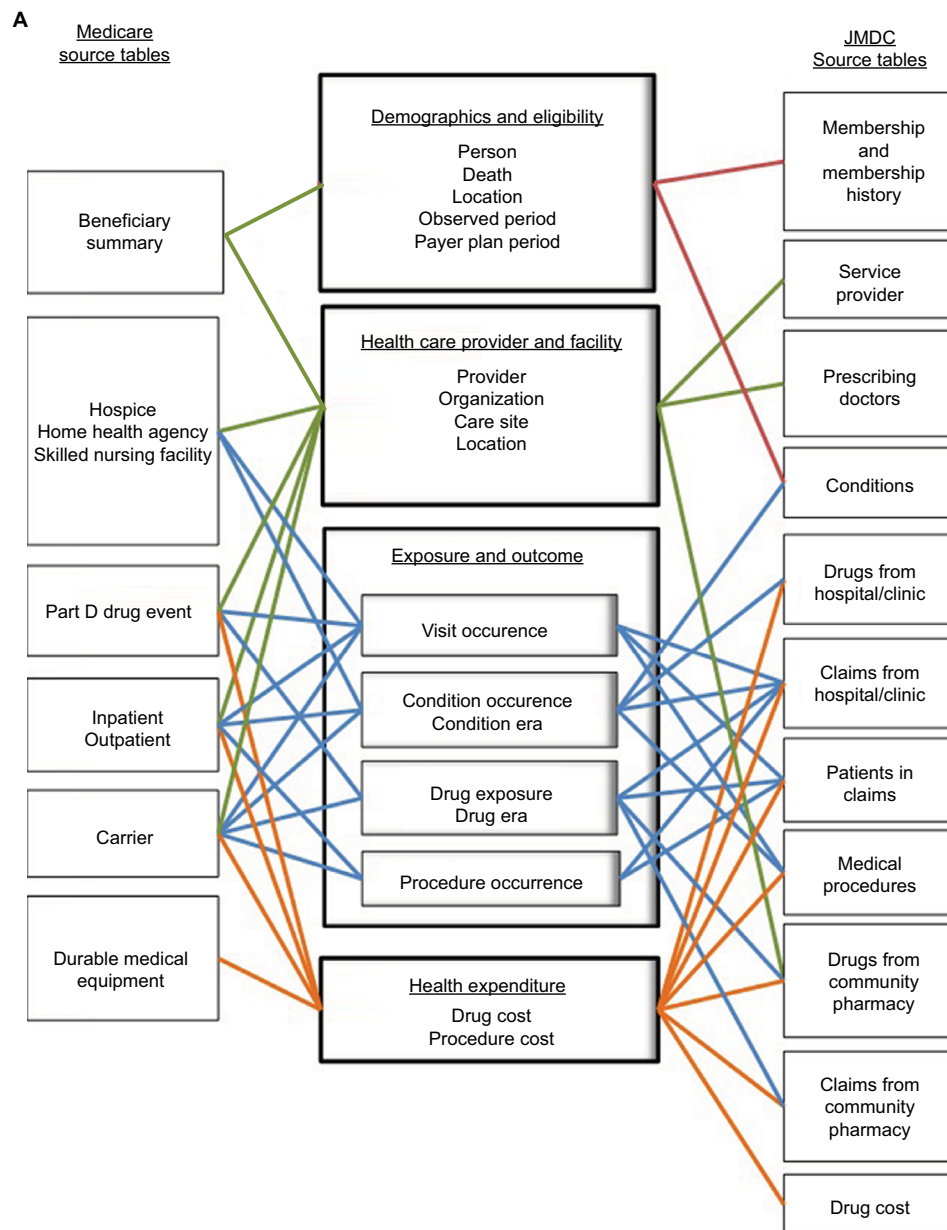 A
Medicare
source tables
Beneficiary
summary
Hospice
Home health agency
Skilled nursing facility
Part D drug event
Inpatient
Outpatient
Carrier
Durable medical
equipment
Demographics and eligibility
Person
Death
Location
Observed period
Payer plan period
Health care provider and facility
Provider
Organization
Care site
Location
Exposure and outcome
Visit occurence
Condition occurence
Condition era
Drug exposure
Drug era
Procedure occurrence
Health expenditure
Drug cost
Procedure cost
JMDC
Source tables
Membership
and
membership
history
Service
provider
Prescribing
doctors
Conditions
Drugs from
hospital/clinic
Claims from
hospital/clinic
Patients in
claims
Medical
procedures
Drugs from
community
pharmacy
Claims from
community
pharmacy
Drug cost